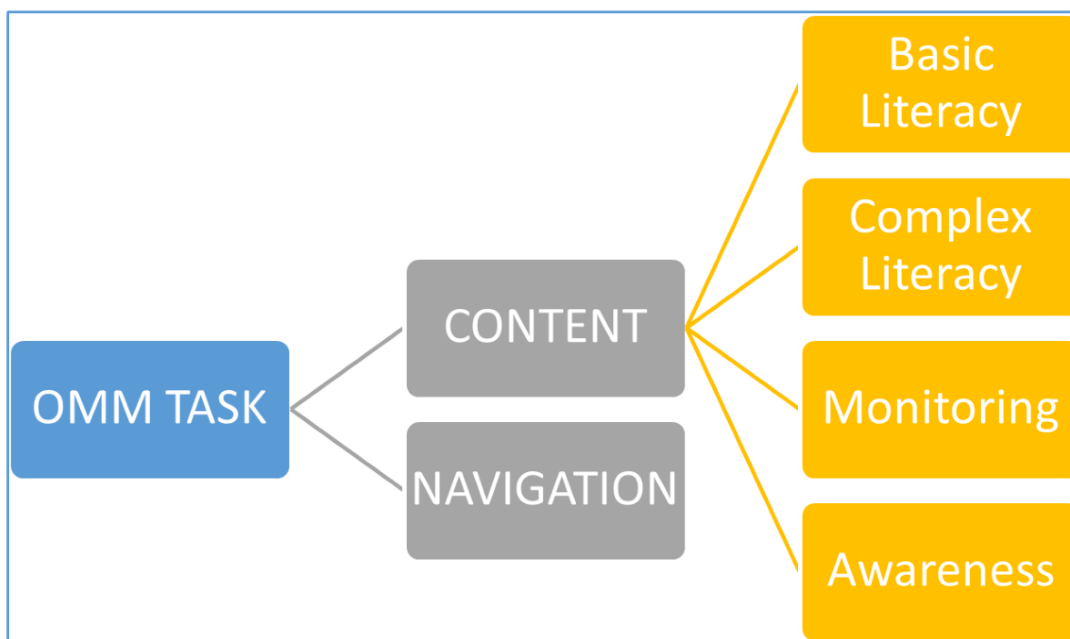 OMM TASK
CONTENT
NAVIGATION
Basic
Literacy
Complex
Literacy
Monitoring
Awareness